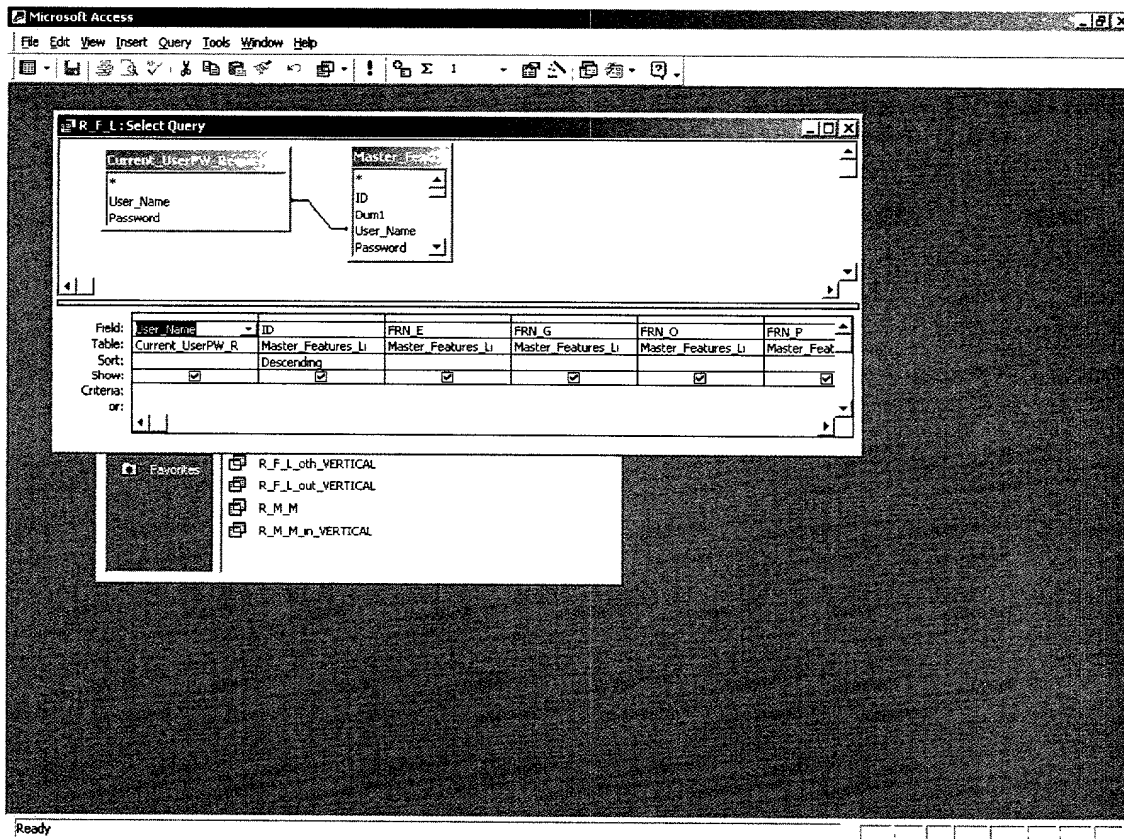 Microsoft Access
File Edit View Insert Query Tools Window Help
R_F_L : Select Query
Current_UserPW_
*
User_Name
Password
Master_
*
ID
Dum1
User_Name
Password
Field: User_Name ID FRN_E FRN_G FRN_O FRN_P
Table: Current_UserPW_R Master_Features_Li Master_Features_Li Master_Features_Li Master_Features_Li Master_Feat
Sort: Descending
Show:
Criteria:
or:
Favorites
R_F_L_oth_VERTICAL
R_F_L_out_VERTICAL
R_M_M
R_M_M_in_VERTICAL
Ready